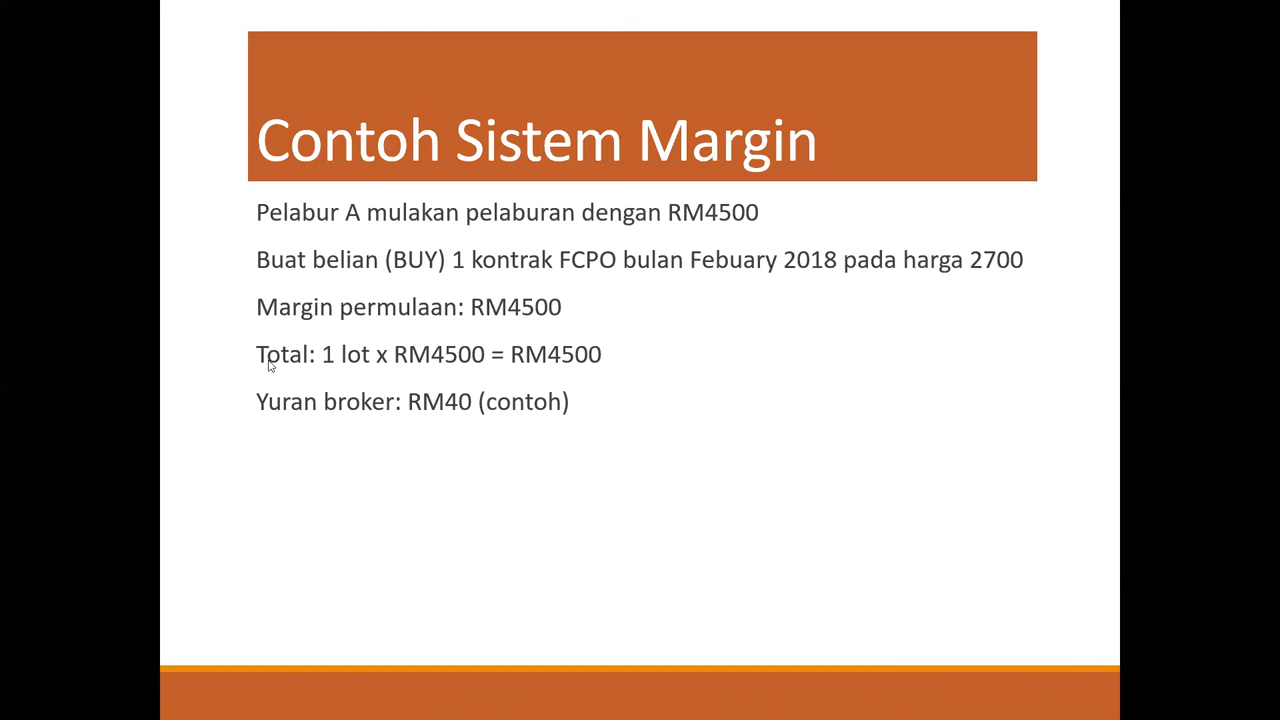 Contoh Sistem Margin
Pelabur A mulakan pelaburan dengan RM4500
Buat belian (BUY) 1 kontrak FCPO bulan Febuary 2018 pada harga 2700
Margin permulaan: RM4500
Total: 1 lot x RM4500 = RM4500
Yuran broker: RM40 (contoh)